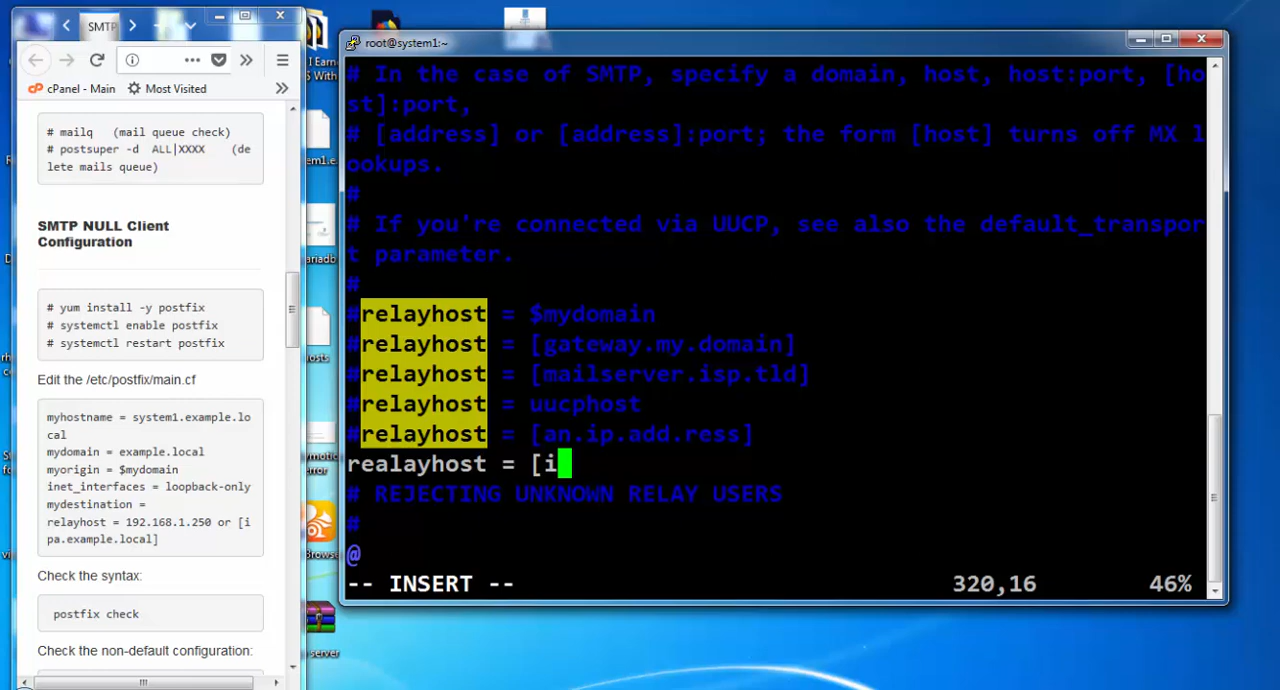 SMTP
root@system1:~
cPanel - Main
Most Visited
# mailq (mail queue check)
# postsuper -d ALL|XXXX (de
lete mails queue)
SMTP NULL Client
Configuration
# yum install -y postfix
# systemctl enable postfix
# systemctl restart postfix
Edit the /etc/postfix/main.cf
myhostname = system1.example.lo
cal
mydomain = example.local
myorigin = $mydomain
inet_interfaces = loopback-only
mydestination =
relayhost = 192.168.1.250 or [i
pa.example.local]
Check the syntax:
postfix check
Check the non-default configuration:
# In the case of SMTP, specify a domain, host, host:port, [ho
st]:port,
# [address] or [address]:port; the form [host] turns off MX l
ookups.
#
# If you're connected via UUCP, see also the default_transpor
t parameter.
#
#relayhost = $mydomain
#relayhost = [gateway.my.domain]
#relayhost = [mailserver.isp.tld]
#relayhost = uucphost
#relayhost = [an.ip.add.ress]
realayhost = [i
# REJECTING UNKNOWN RELAY USERS
#
@
-- INSERT --
320,16
46%